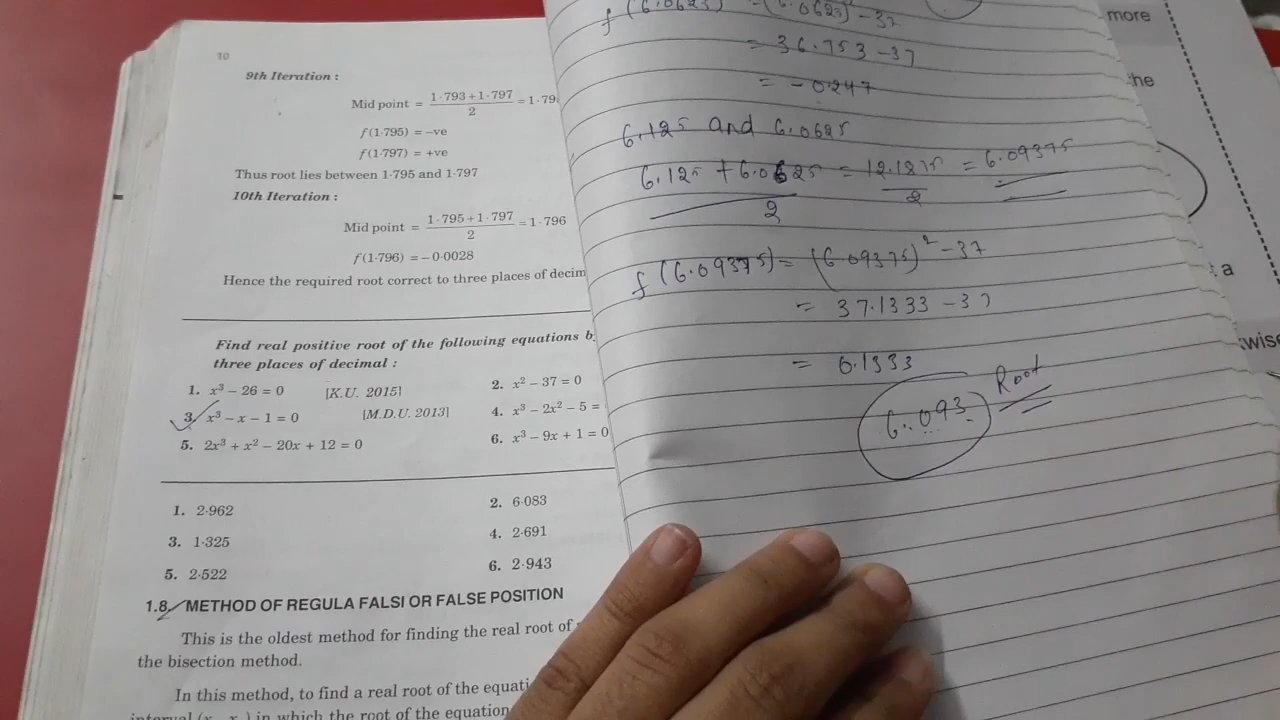 10
9th Iteration :
Mid point = 1·793 + 1·797 / 2 = 1·79
f(1·795) = –ve
f(1·797) = +ve
Thus root lies between 1·795 and 1·797
10th Iteration :
Mid point = 1·795 + 1·797 / 2 = 1·796
f(1·796) = – 0·0028
Hence the required root correct to three places of decim
Find real positive root of the following equations b
three places of decimal :
1. x³ – 26 = 0 [K.U. 2015]
2. x² – 37 = 0
3. x³ – x – 1 = 0 [M.D.U. 2013]
4. x³ – 2x² – 5 =
5. 2x³ + x² – 20x + 12 = 0
6. x³ – 9x + 1 = 0
1. 2·962
2. 6·083
3. 1·325
4. 2·691
5. 2·522
6. 2·943
1.8. METHOD OF REGULA FALSI OR FALSE POSITION
This is the oldest method for finding the real root of
the bisection method.
In this method, to find a real root of the equati
in which the root of the equation
= 36.753 - 37
= - 0.247
6.125 and 6.0625
6.125 + 6.0625 / 2 = 12.1875 / 2 = 6.09375
f(6.09375) = (6.09375)² - 37
= 37.1333 - 37
= 0.1333
6.093 Root
more
he
a
wise